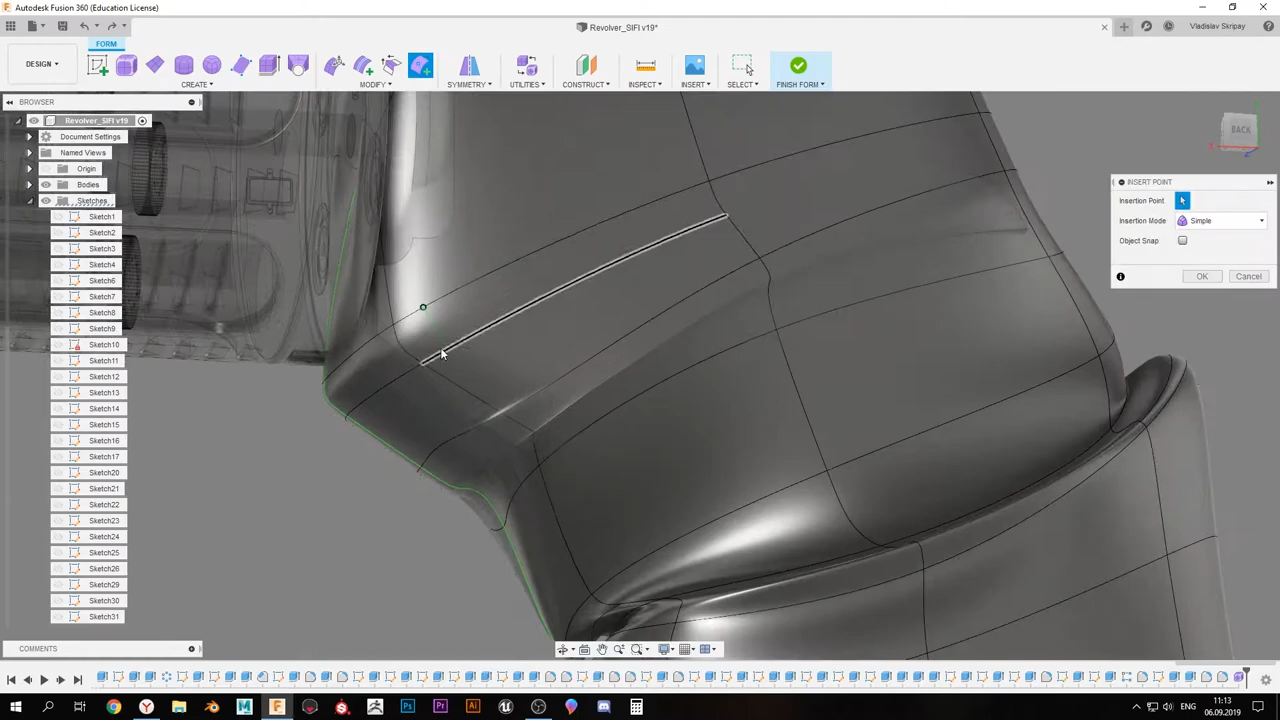 Autodesk Fusion 360 (Education License)
Revolver_SIFI v19*
Vladislav Skripay
DESIGN
FORM
CREATE
MODIFY
SYMMETRY
UTILITIES
CONSTRUCT
INSPECT
INSERT
SELECT
FINISH FORM
BROWSER
Revolver_SIFI v19
Document Settings
Named Views
Origin
Bodies
Sketches
Sketch1
Sketch2
Sketch3
Sketch4
Sketch6
Sketch7
Sketch8
Sketch9
Sketch10
Sketch11
Sketch12
Sketch13
Sketch14
Sketch15
Sketch16
Sketch17
Sketch20
Sketch21
Sketch22
Sketch23
Sketch24
Sketch25
Sketch26
Sketch29
Sketch30
Sketch31
BACK
INSERT POINT
Insertion Point
Insertion Mode
Simple
Object Snap
OK
Cancel
COMMENTS
11:13
06.09.2019